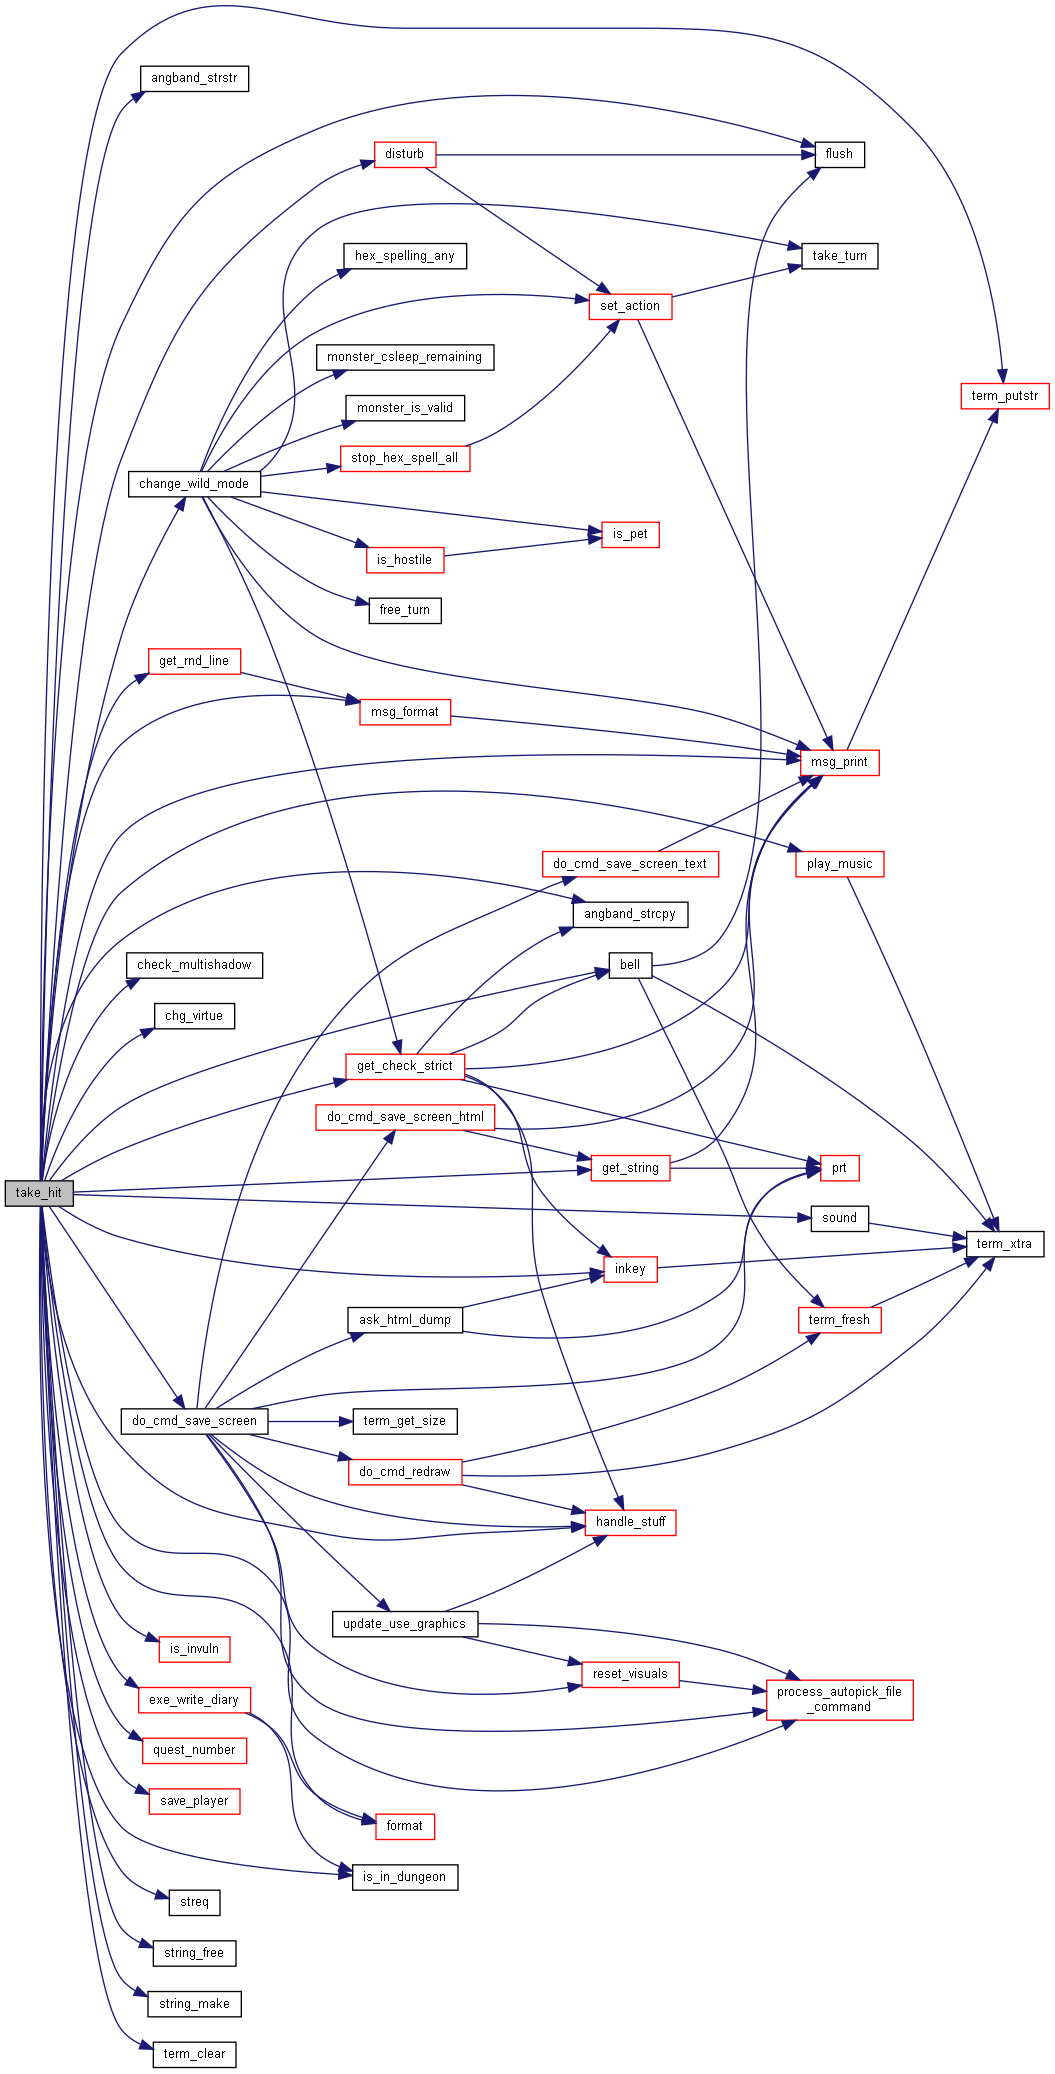 angband_strstr
disturb
flush
hex_spelling_any
take_turn
set_action
monster_csleep_remaining
term_putstr
monster_is_valid
stop_hex_spell_all
change_wild_mode
is_pet
is_hostile
free_turn
get_rnd_line
msg_format
msg_print
do_cmd_save_screen_text
play_music
angband_strcpy
check_multishadow
bell
chg_virtue
get_check_strict
do_cmd_save_screen_html
get_string
prt
take_hit
sound
term_xtra
inkey
ask_html_dump
term_fresh
do_cmd_save_screen
term_get_size
do_cmd_redraw
handle_stuff
update_use_graphics
is_invuln
reset_visuals
exe_write_diary
process_autopick_file
_command
quest_number
save_player
format
is_in_dungeon
streq
string_free
string_make
term_clear